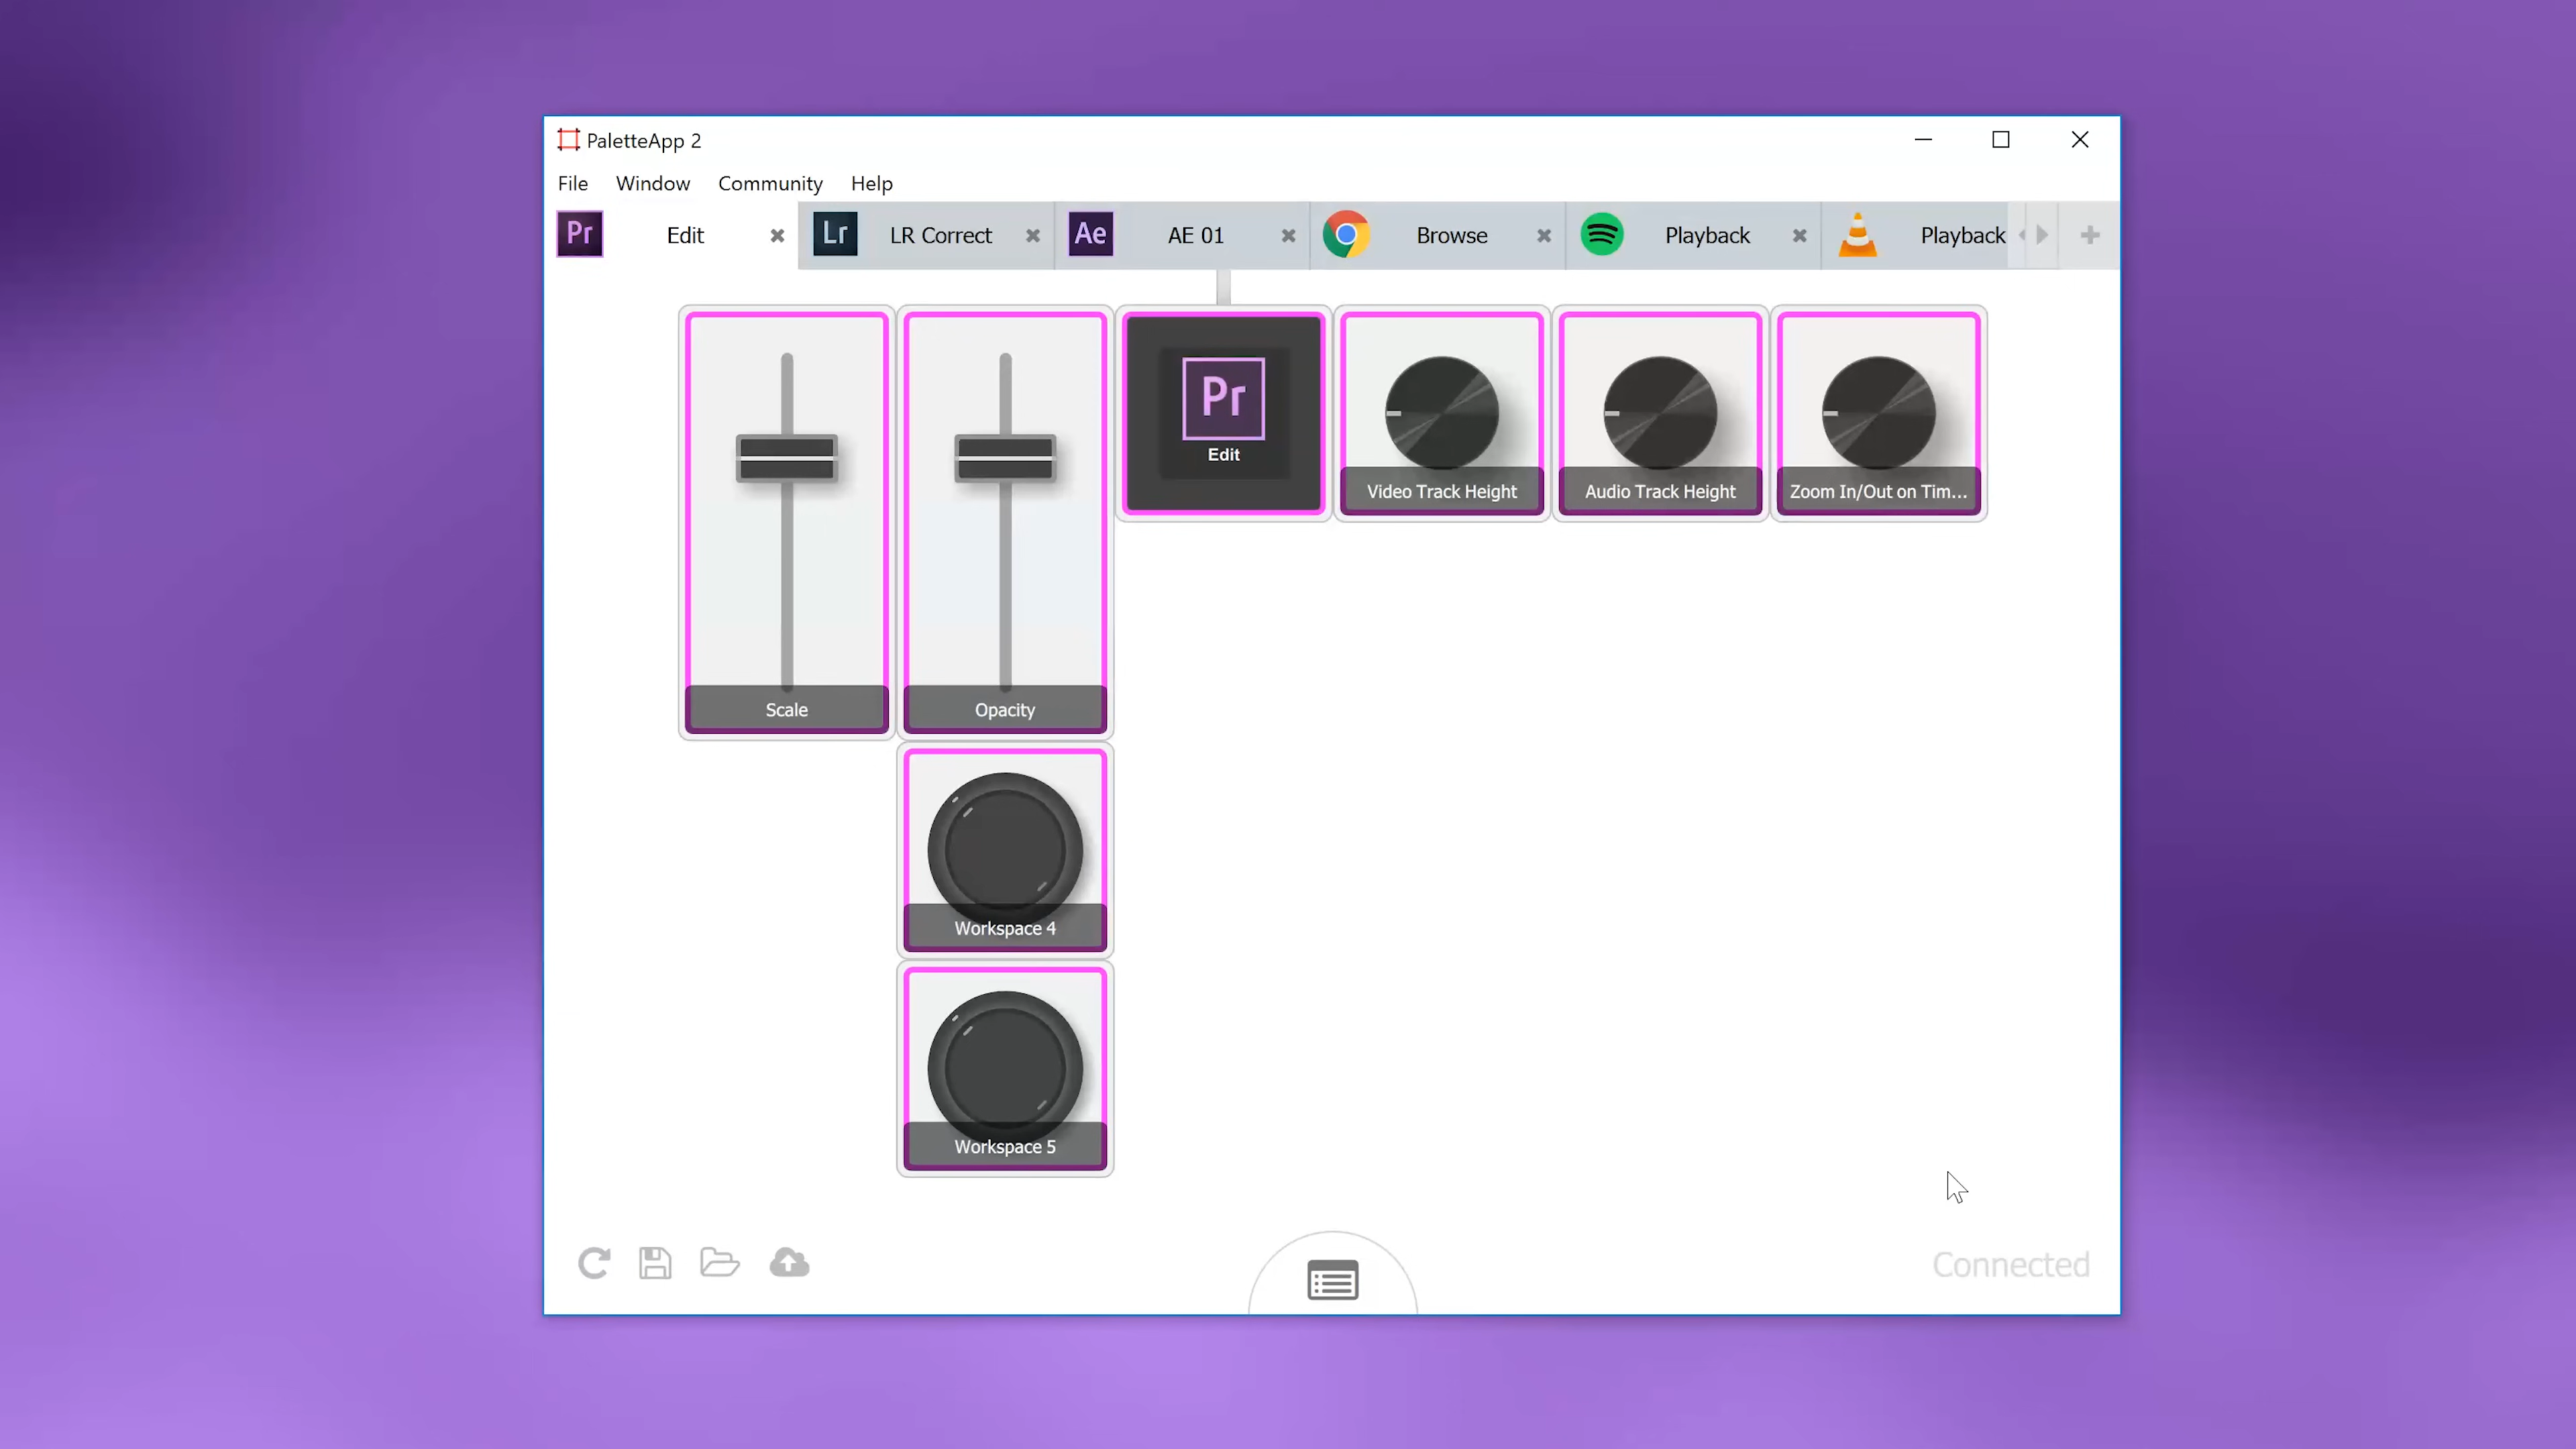 PaletteApp 2
File Window Community Help
Pr Edit Lr LR Correct Ae AE 01 Browse Playback Playback
Pr
Edit
Video Track Height
Audio Track Height
Zoom In/Out on Tim...
Scale
Opacity
Workspace 4
Workspace 5
Connected